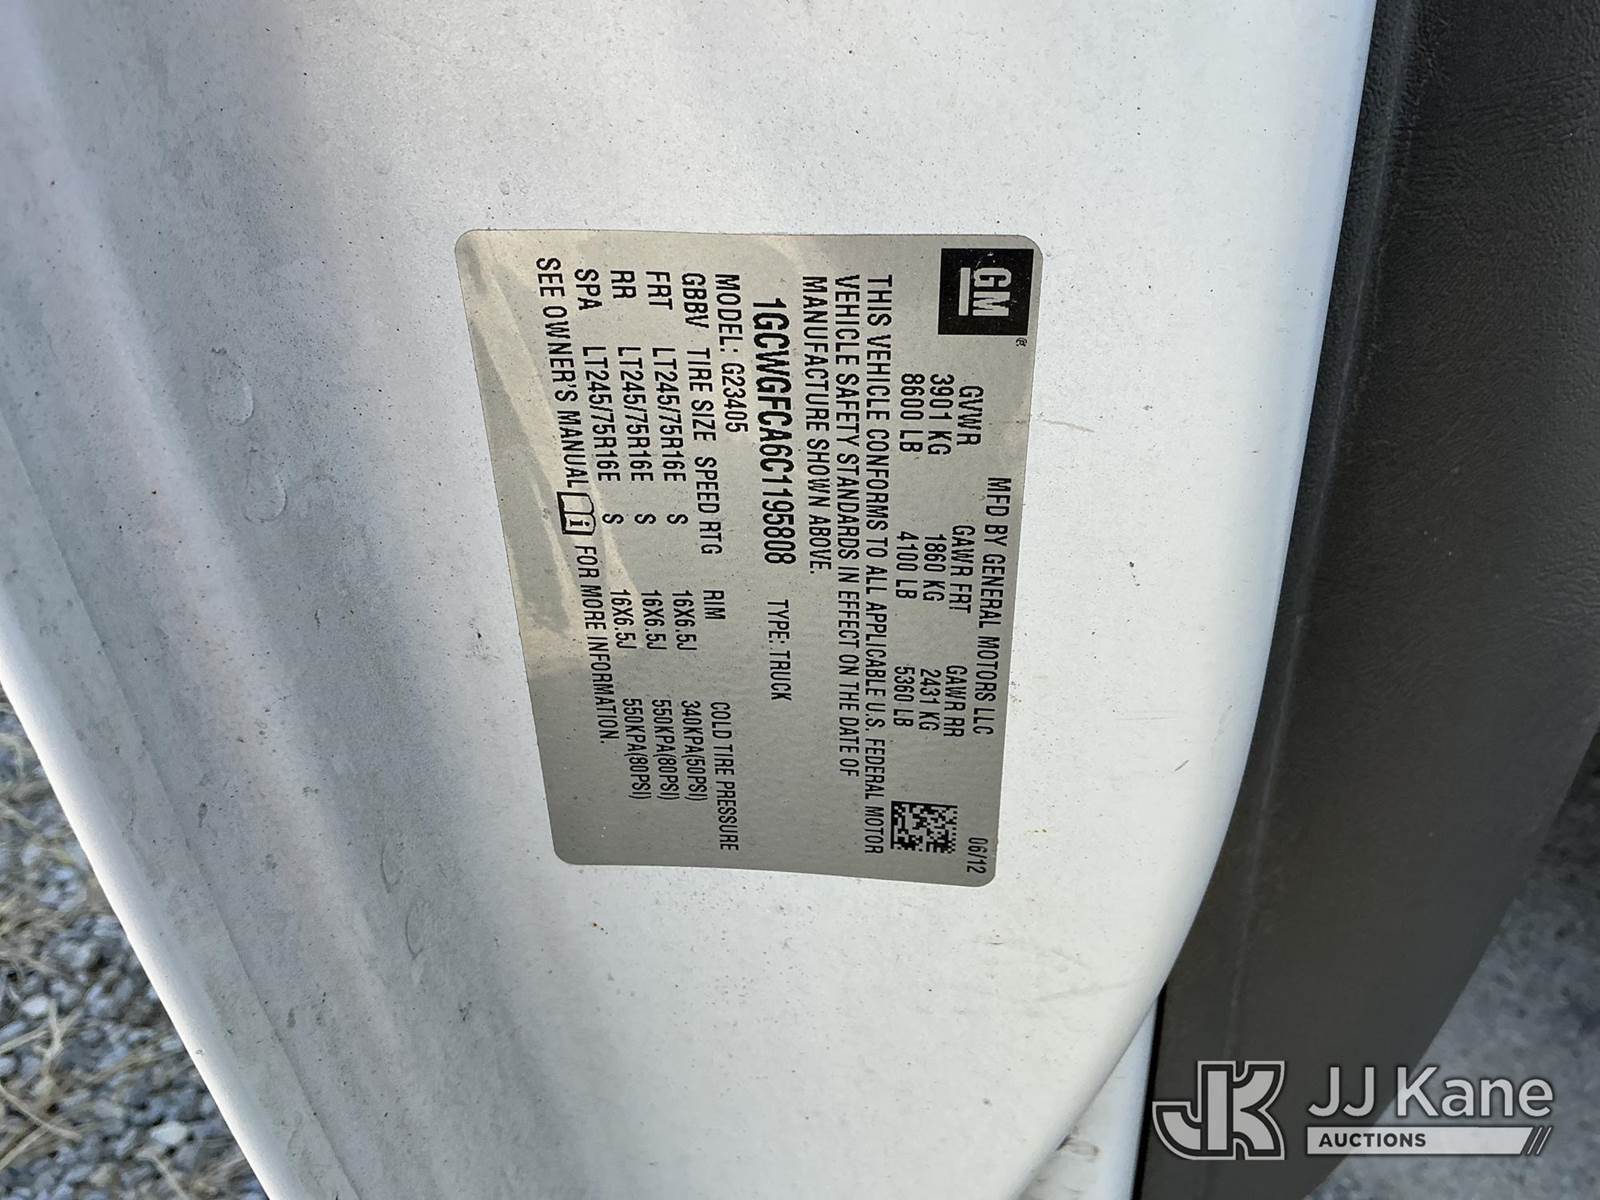 GM
MFD BY GENERAL MOTORS LLC 06/12
GVWR GAWR FRT GAWR RR
3901 KG 1860 KG 2431 KG
8600 LB 4100 LB 5360 LB
THIS VEHICLE CONFORMS TO ALL APPLICABLE U.S. FEDERAL MOTOR
VEHICLE SAFETY STANDARDS IN EFFECT ON THE DATE OF
MANUFACTURE SHOWN ABOVE.
1GCWGFCA6C1195808 TYPE: TRUCK
MODEL: G23405
GBBV TIRE SIZE SPEED RTG RIM COLD TIRE PRESSURE
FRT LT245/75R16E S 16X6.5J 340KPA(50PSI)
RR LT245/75R16E S 16X6.5J 550KPA(80PSI)
SPA LT245/75R16E S 16X6.5J 550KPA(80PSI)
SEE OWNER'S MANUAL i FOR MORE INFORMATION.
JK JJ Kane
AUCTIONS